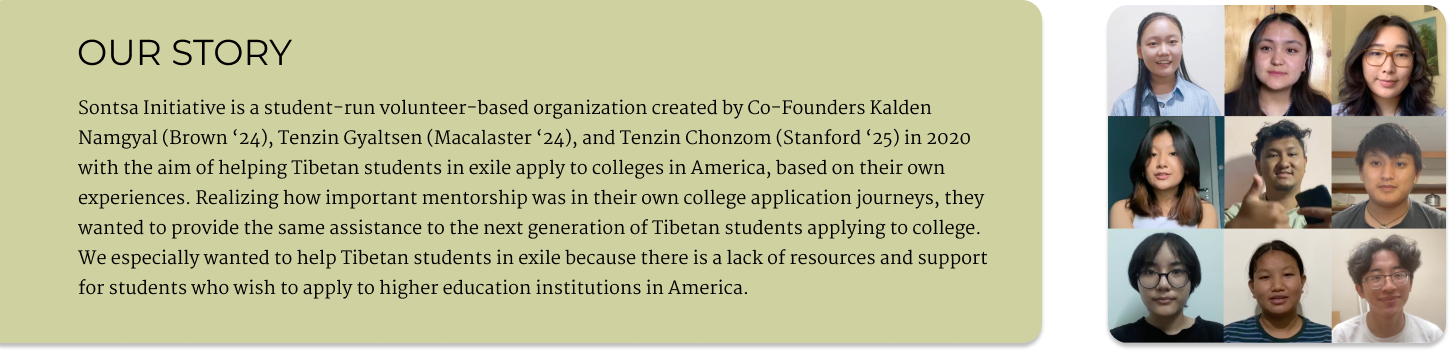 OUR STORY
Sontsa Initiative is a student-run volunteer-based organization created by Co-Founders Kalden
Namgyal (Brown ‘24), Tenzin Gyaltsen (Macalaster ‘24), and Tenzin Chonzom (Stanford ‘25) in 2020
with the aim of helping Tibetan students in exile apply to colleges in America, based on their own
experiences. Realizing how important mentorship was in their own college application journeys, they
wanted to provide the same assistance to the next generation of Tibetan students applying to college.
We especially wanted to help Tibetan students in exile because there is a lack of resources and support
for students who wish to apply to higher education institutions in America.